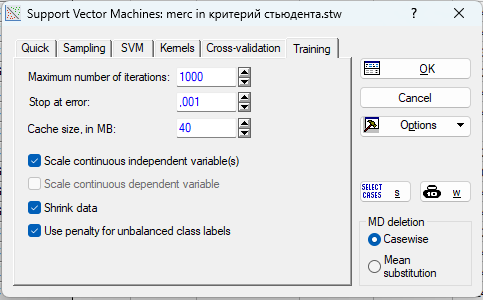 Support Vector Machines: merc in критерий стьюдента.stw
?
Quick
Sampling
SVM
Kernels
Cross-validation
Training
Maximum number of iterations: 1000
Stop at error: ,001
Cache size, in MB: 40
Scale continuous independent variable(s)
Scale continuous dependent variable
Shrink data
Use penalty for unbalanced class labels
OK
Cancel
Options
SELECT
CASES
s
w
MD deletion
Casewise
Mean
substitution